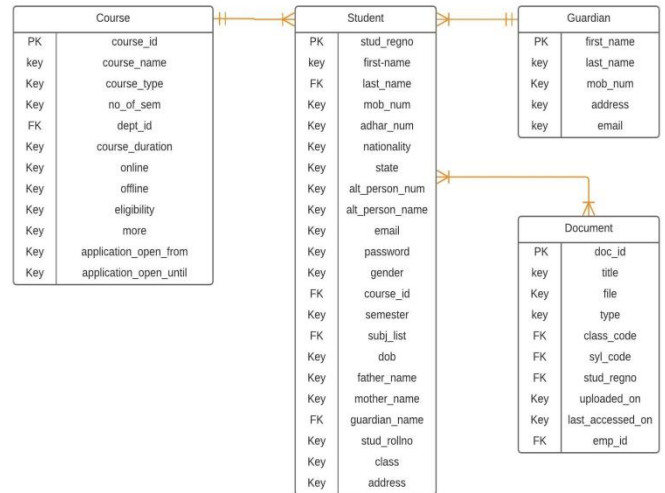 Course
PK course_id
key course_name
Key course_type
Key no_of_sem
FK dept_id
Key course_duration
Key online
Key offline
Key eligibility
Key more
Key application_open_from
Key application_open_until
Student
PK stud_regno
key first-name
FK last_name
Key mob_num
Key adhar_num
Key nationality
Key state
Key alt_person_num
Key alt_person_name
Key email
Key password
Key gender
FK course_id
Key semester
FK subj_list
Key dob
Key father_name
Key mother_name
FK guardian_name
Key stud_rollno
Key class
Key address
Guardian
PK first_name
key last_name
Key mob_num
key address
key email
Document
PK doc_id
key title
Key file
key type
FK class_code
FK syl_code
FK stud_regno
Key uploaded_on
Key last_accessed_on
FK emp_id